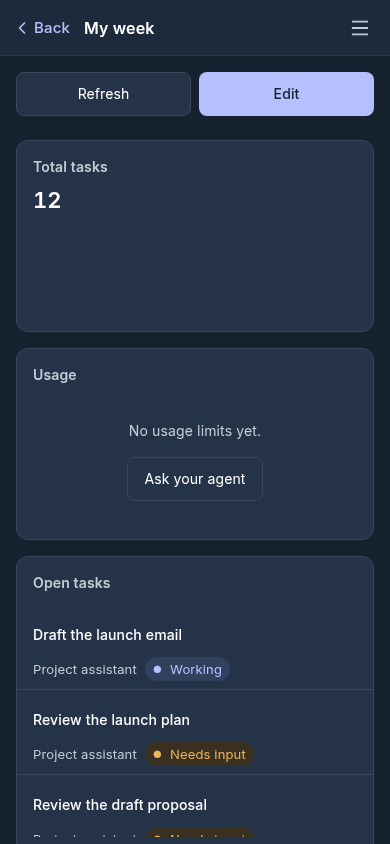 Back My week
Refresh Edit
Total tasks
12
Usage
No usage limits yet.
Ask your agent
Open tasks
Draft the launch email
Project assistant Working
Review the launch plan
Project assistant Needs input
Review the draft proposal